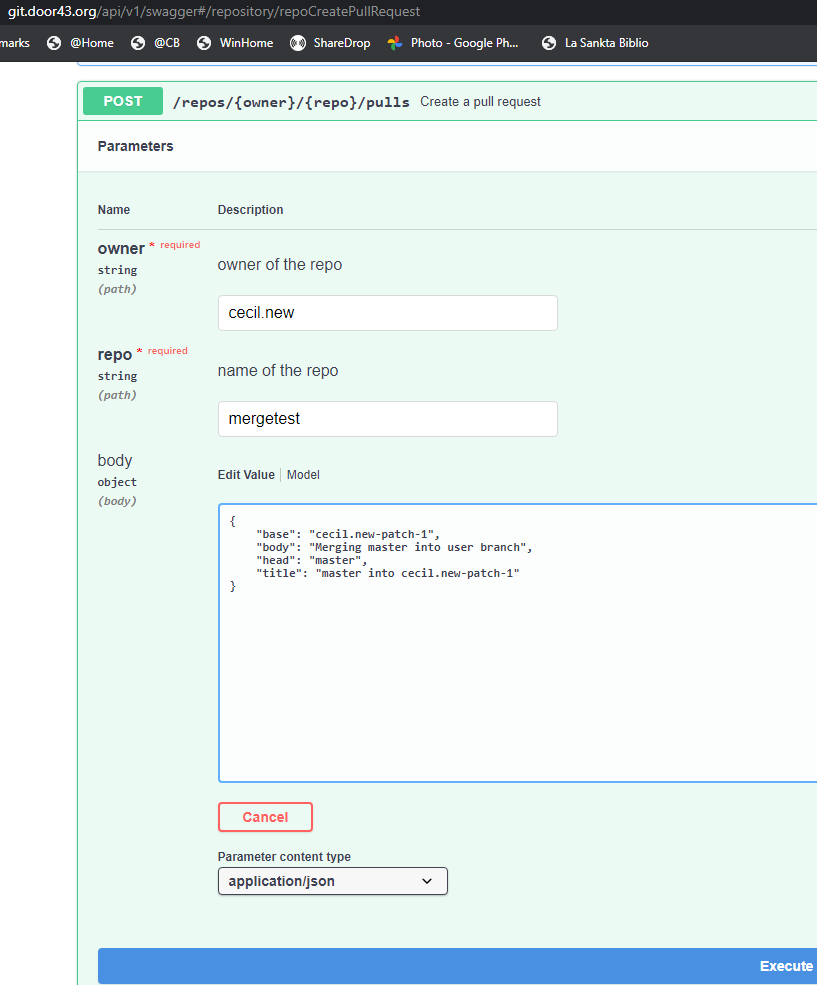 git.door43.org/api/v1/swagger#/repository/repoCreatePullRequest
marks @Home @CB WinHome ShareDrop Photo - Google Ph... La Sankta Biblio
POST /repos/{owner}/{repo}/pulls Create a pull request
Parameters
Name Description
owner * required
string
(path)
owner of the repo
cecil.new
repo * required
string
(path)
name of the repo
mergetest
body
object
(body)
Edit Value Model
{
    "base": "cecil.new-patch-1",
    "body": "Merging master into user branch",
    "head": "master",
    "title": "master into cecil.new-patch-1"
}
Cancel
Parameter content type
application/json
Execute